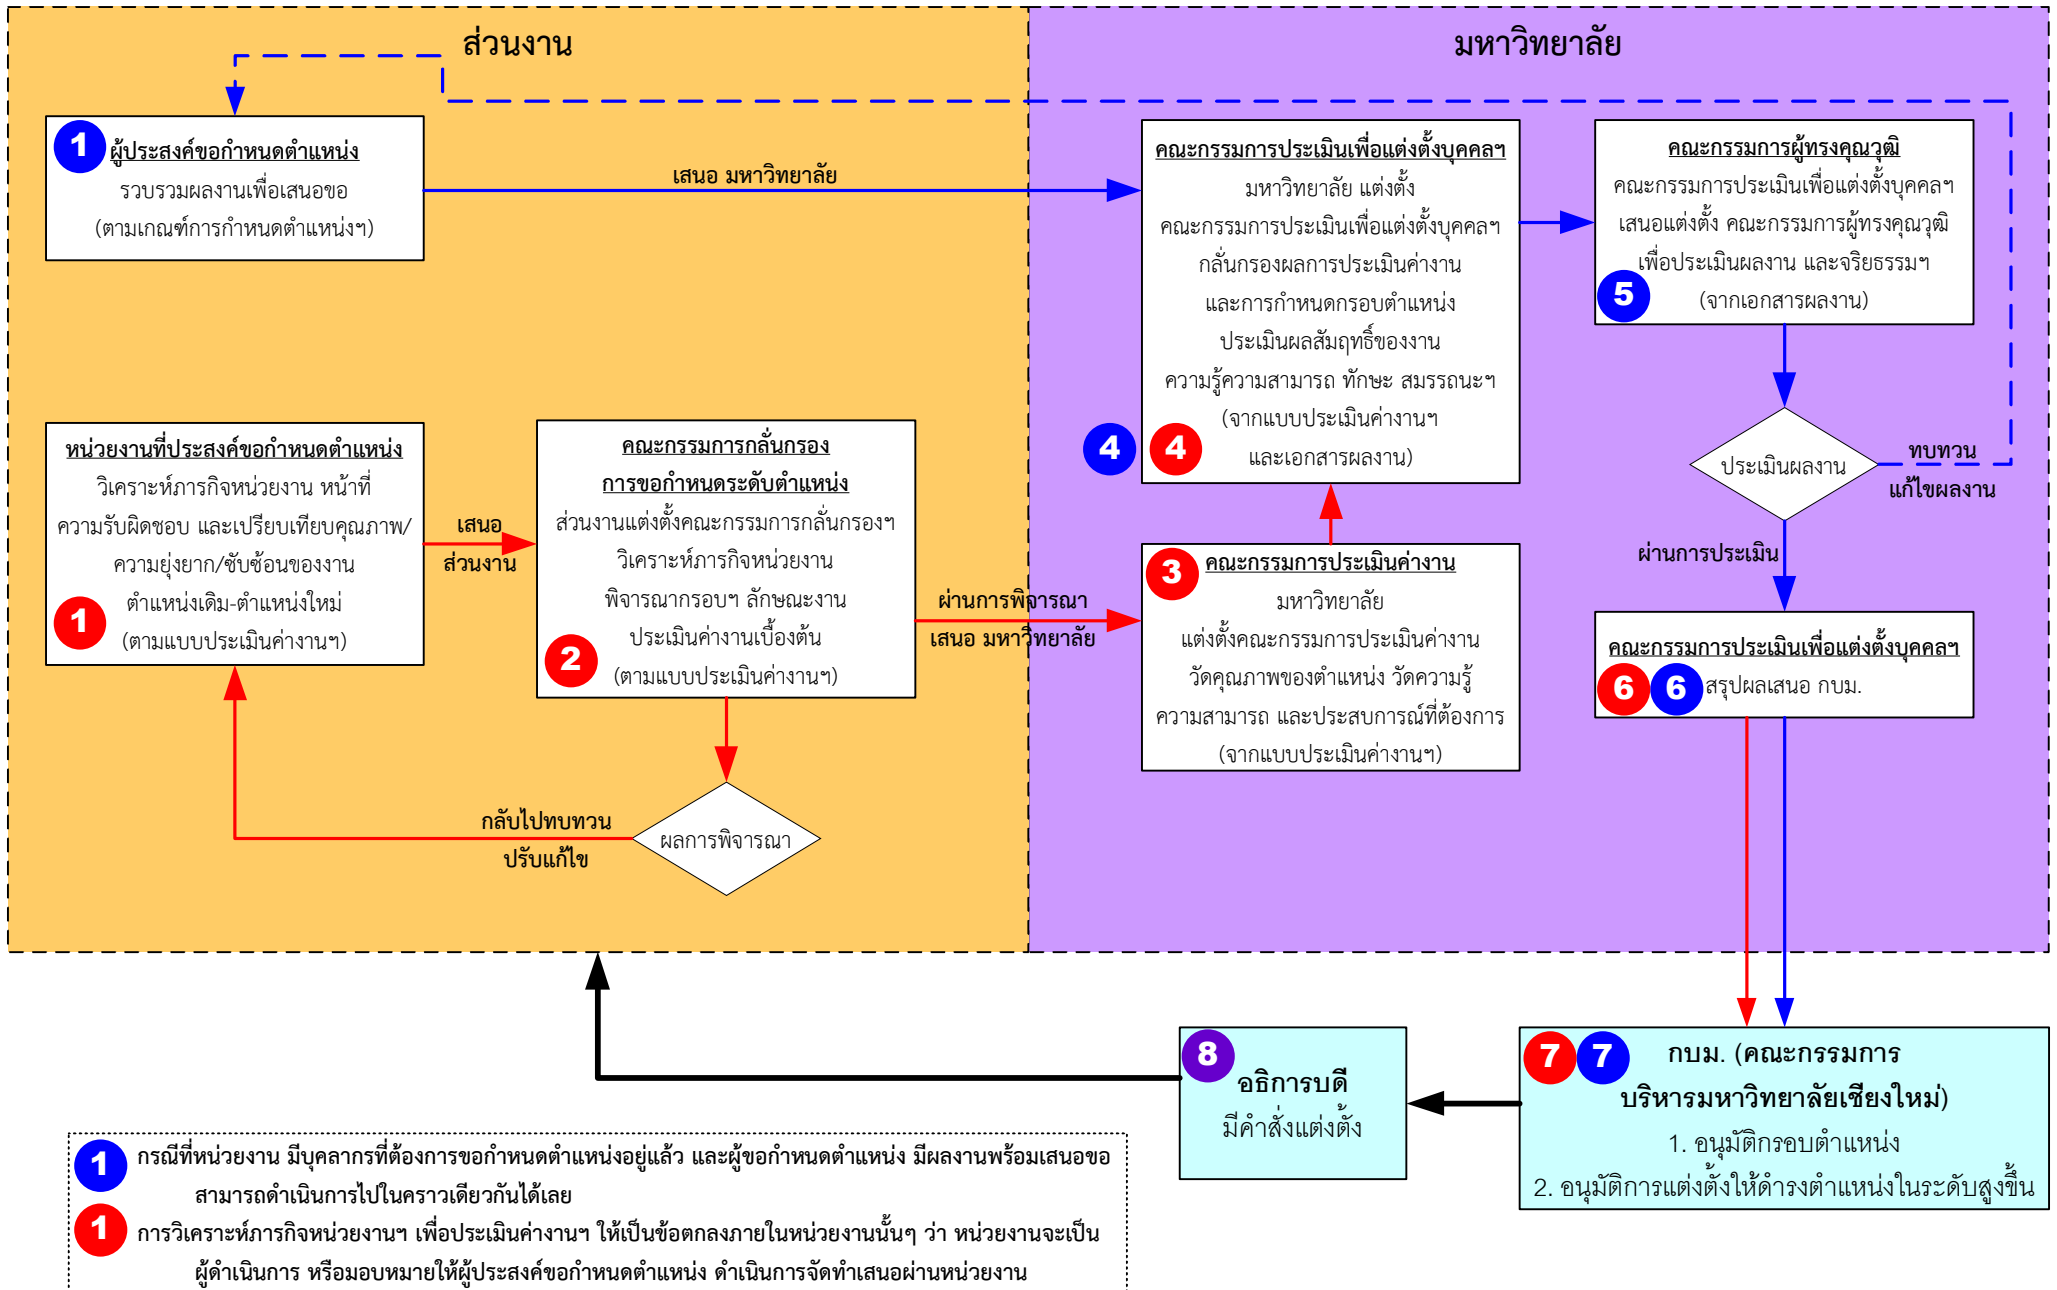 ส่วนงาน
มหาวิทยาลัย
1
ผู้ประสงค์ขอกำหนดตำแหน่ง
รวบรวมผลงานเพื่อเสนอขอ
(ตามเกณฑ์การกำหนดตำแหน่งฯ)
เสนอ มหาวิทยาลัย
คณะกรรมการประเมินเพื่อแต่งตั้งบุคคลฯ
มหาวิทยาลัย แต่งตั้ง
คณะกรรมการประเมินเพื่อแต่งตั้งบุคคลฯ
กลั่นกรองผลการประเมินค่างาน
และการกำหนดกรอบตำแหน่ง
ประเมินผลสัมฤทธิ์ของงาน
ความรู้ความสามารถ ทักษะ สมรรถนะฯ
(จากแบบประเมินค่างานฯ
และเอกสารผลงาน)
4 4
คณะกรรมการผู้ทรงคุณวุฒิ
คณะกรรมการประเมินเพื่อแต่งตั้งบุคคลฯ
เสนอแต่งตั้ง คณะกรรมการผู้ทรงคุณวุฒิ
เพื่อประเมินผลงาน และจริยธรรมฯ
(จากเอกสารผลงาน)
5
หน่วยงานที่ประสงค์ขอกำหนดตำแหน่ง
วิเคราะห์ภารกิจหน่วยงาน หน้าที่
ความรับผิดชอบ และเปรียบเทียบคุณภาพ/
ความยุ่งยาก/ซับซ้อนของงาน
ตำแหน่งเดิม-ตำแหน่งใหม่
(ตามแบบประเมินค่างานฯ)
1
เสนอ
ส่วนงาน
คณะกรรมการกลั่นกรอง
การขอกำหนดระดับตำแหน่ง
ส่วนงานแต่งตั้งคณะกรรมการกลั่นกรองฯ
วิเคราะห์ภารกิจหน่วยงาน
พิจารณากรอบฯ ลักษณะงาน
ประเมินค่างานเบื้องต้น
(ตามแบบประเมินค่างานฯ)
2
ผ่านการพิจารณา
เสนอ มหาวิทยาลัย
3
คณะกรรมการประเมินค่างาน
มหาวิทยาลัย
แต่งตั้งคณะกรรมการประเมินค่างาน
วัดคุณภาพของตำแหน่ง วัดความรู้
ความสามารถ และประสบการณ์ที่ต้องการ
(จากแบบประเมินค่างานฯ)
ประเมินผลงาน
ทบทวน
แก้ไขผลงาน
ผ่านการประเมิน
คณะกรรมการประเมินเพื่อแต่งตั้งบุคคลฯ
6 6 สรุปผลเสนอ กบม.
กลับไปทบทวน
ปรับแก้ไข
ผลการพิจารณา
8
อธิการบดี
มีคำสั่งแต่งตั้ง
7 7
กบม. (คณะกรรมการ
บริหารมหาวิทยาลัยเชียงใหม่)
1. อนุมัติกรอบตำแหน่ง
2. อนุมัติการแต่งตั้งให้ดำรงตำแหน่งในระดับสูงขึ้น
1 กรณีที่หน่วยงาน มีบุคลากรที่ต้องการขอกำหนดตำแหน่งอยู่แล้ว และผู้ขอกำหนดตำแหน่ง มีผลงานพร้อมเสนอขอ
สามารถดำเนินการไปในคราวเดียวกันได้เลย
1 การวิเคราะห์ภารกิจหน่วยงานฯ เพื่อประเมินค่างานฯ ให้เป็นข้อตกลงภายในหน่วยงานนั้นๆ ว่า หน่วยงานจะเป็น
ผู้ดำเนินการ หรือมอบหมายให้ผู้ประสงค์ขอกำหนดตำแหน่ง ดำเนินการจัดทำเสนอผ่านหน่วยงาน